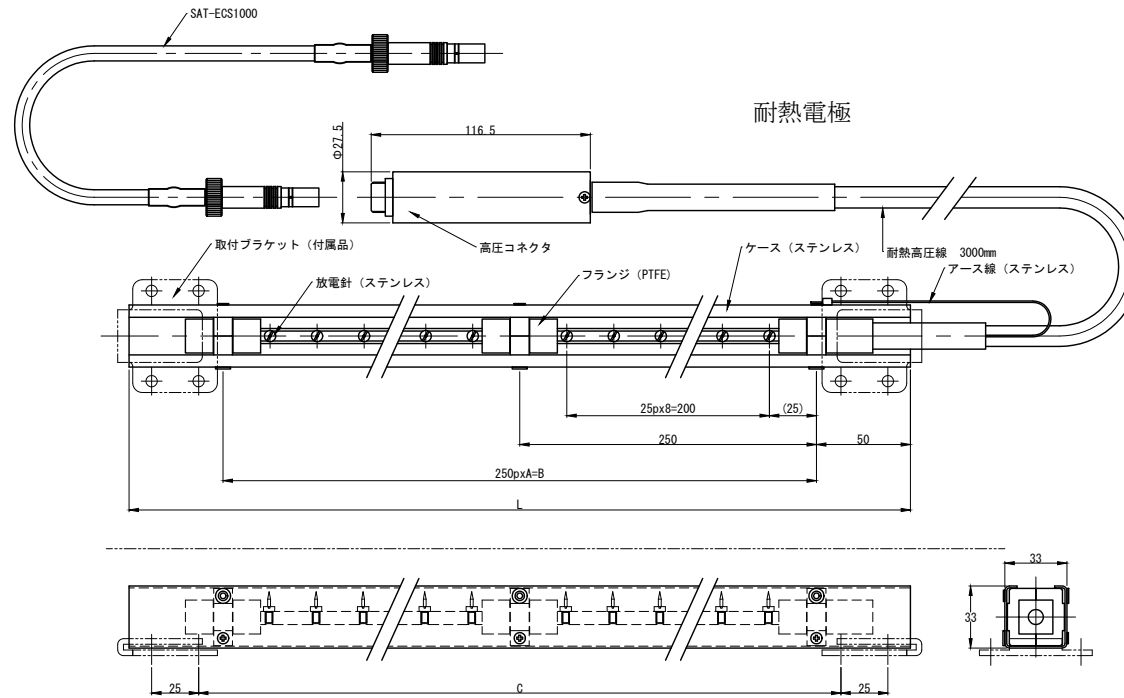 SAT-ECS1000
耐熱電極
116.5
Φ27.5
高圧コネクタ
取付ブラケット（付属品）
放電針（ステンレス）
フランジ（PTFE）
ケース（ステンレス）
耐熱高圧線 3000mm
アース線（ステンレス）
25px8=200
(25)
250
50
250pxA=B
L
33
33
25
C
25